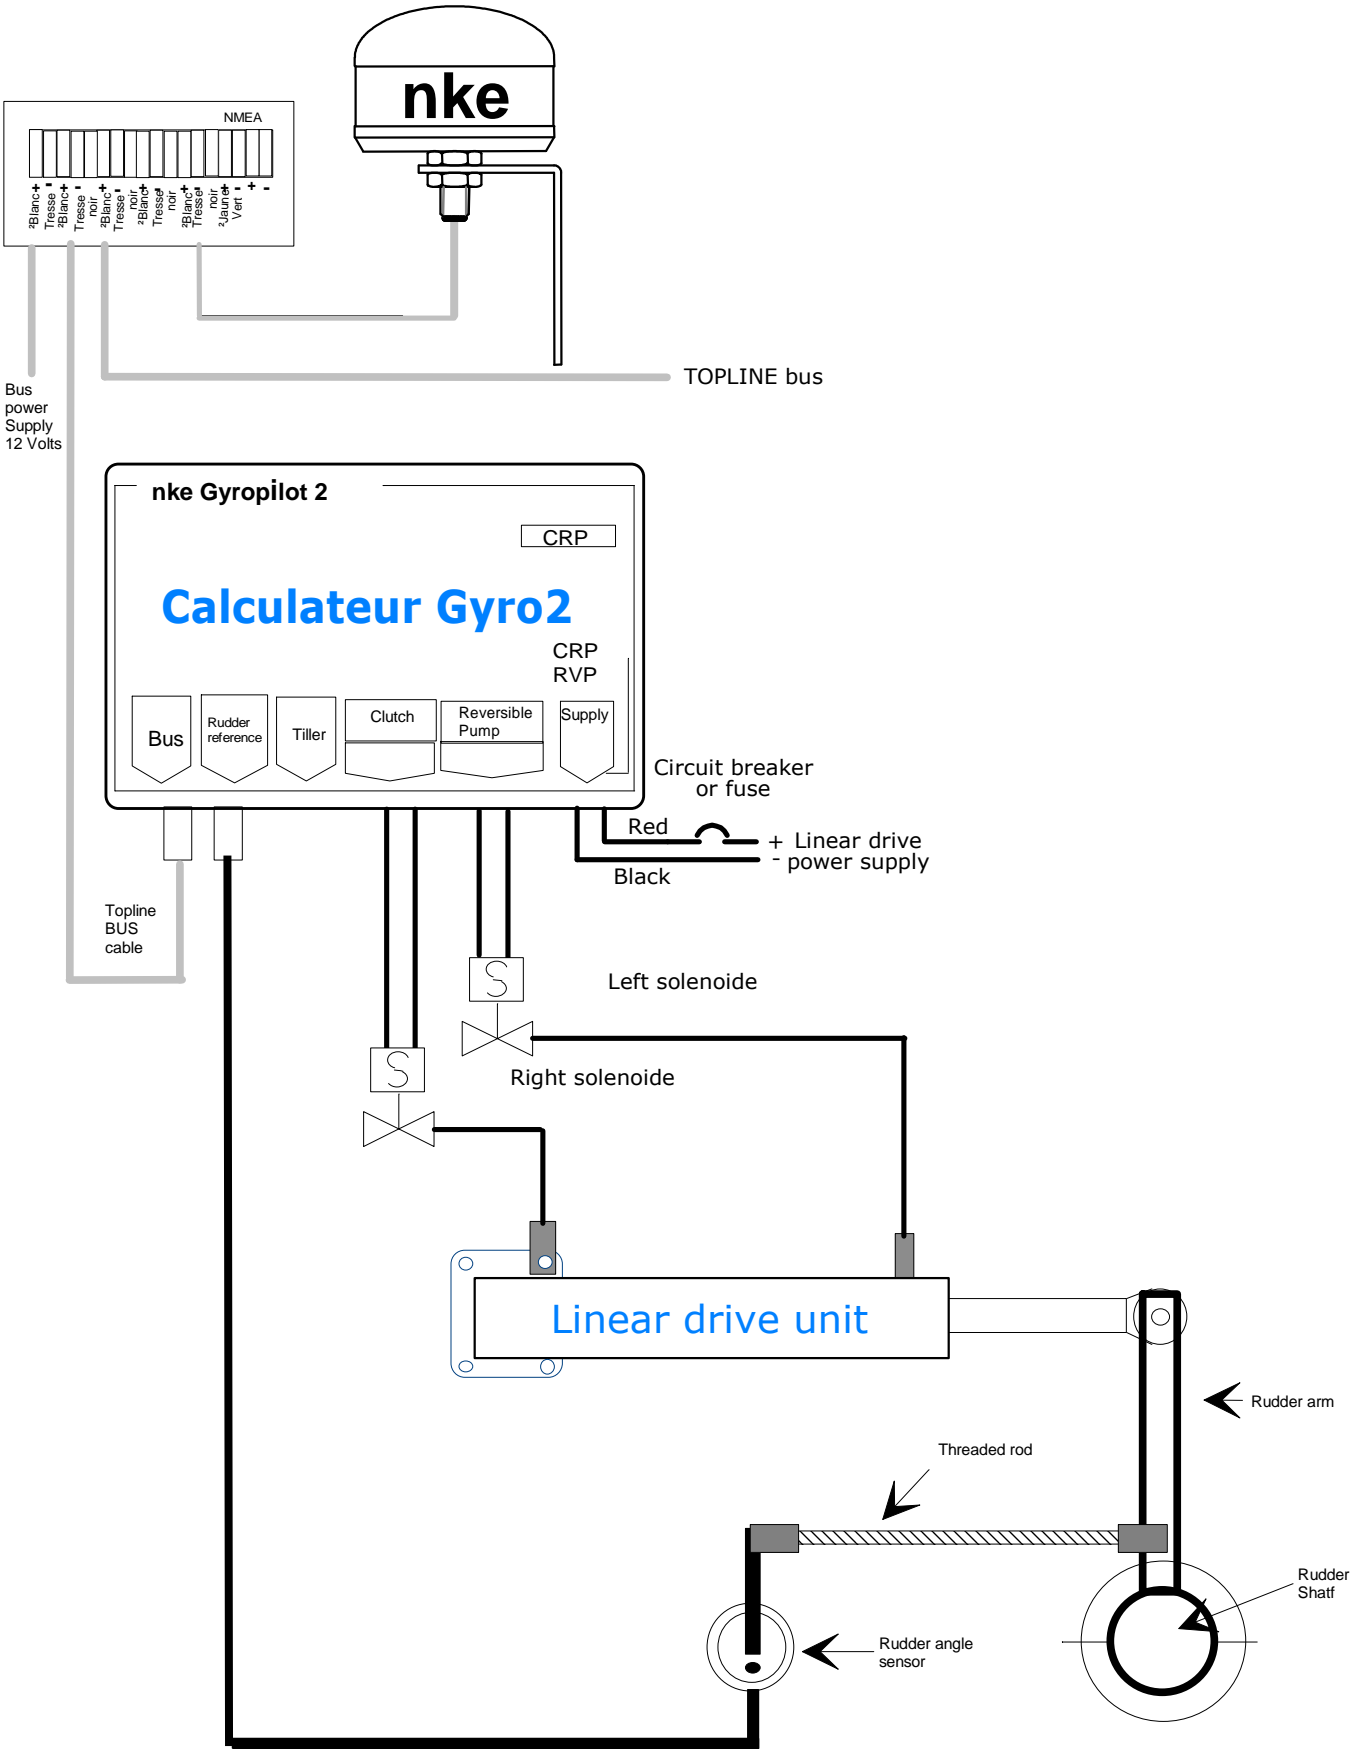 nke
NMEA
²Blanc+
Tresse -
²Blanc+
Tresse -
noir
²Blanc+
Tresse -
noir
²Blanc+
Tresse -
noir
²Blanc+
Tresse -
noir
²Jaune+
Vert -
+
-
Bus
power
Supply
12 Volts
TOPLINE bus
nke Gyropilot 2
CRP
Calculateur Gyro2
CRP
RVP
Bus
Rudder
reference
Tiller
Clutch
Reversible
Pump
Supply
Circuit breaker
or fuse
Red
+ Linear drive
- power supply
Black
Topline
BUS
cable
S
Left solenoide
S
Right solenoide
Linear drive unit
Rudder arm
Threaded rod
Rudder
Shatf
Rudder angle
sensor